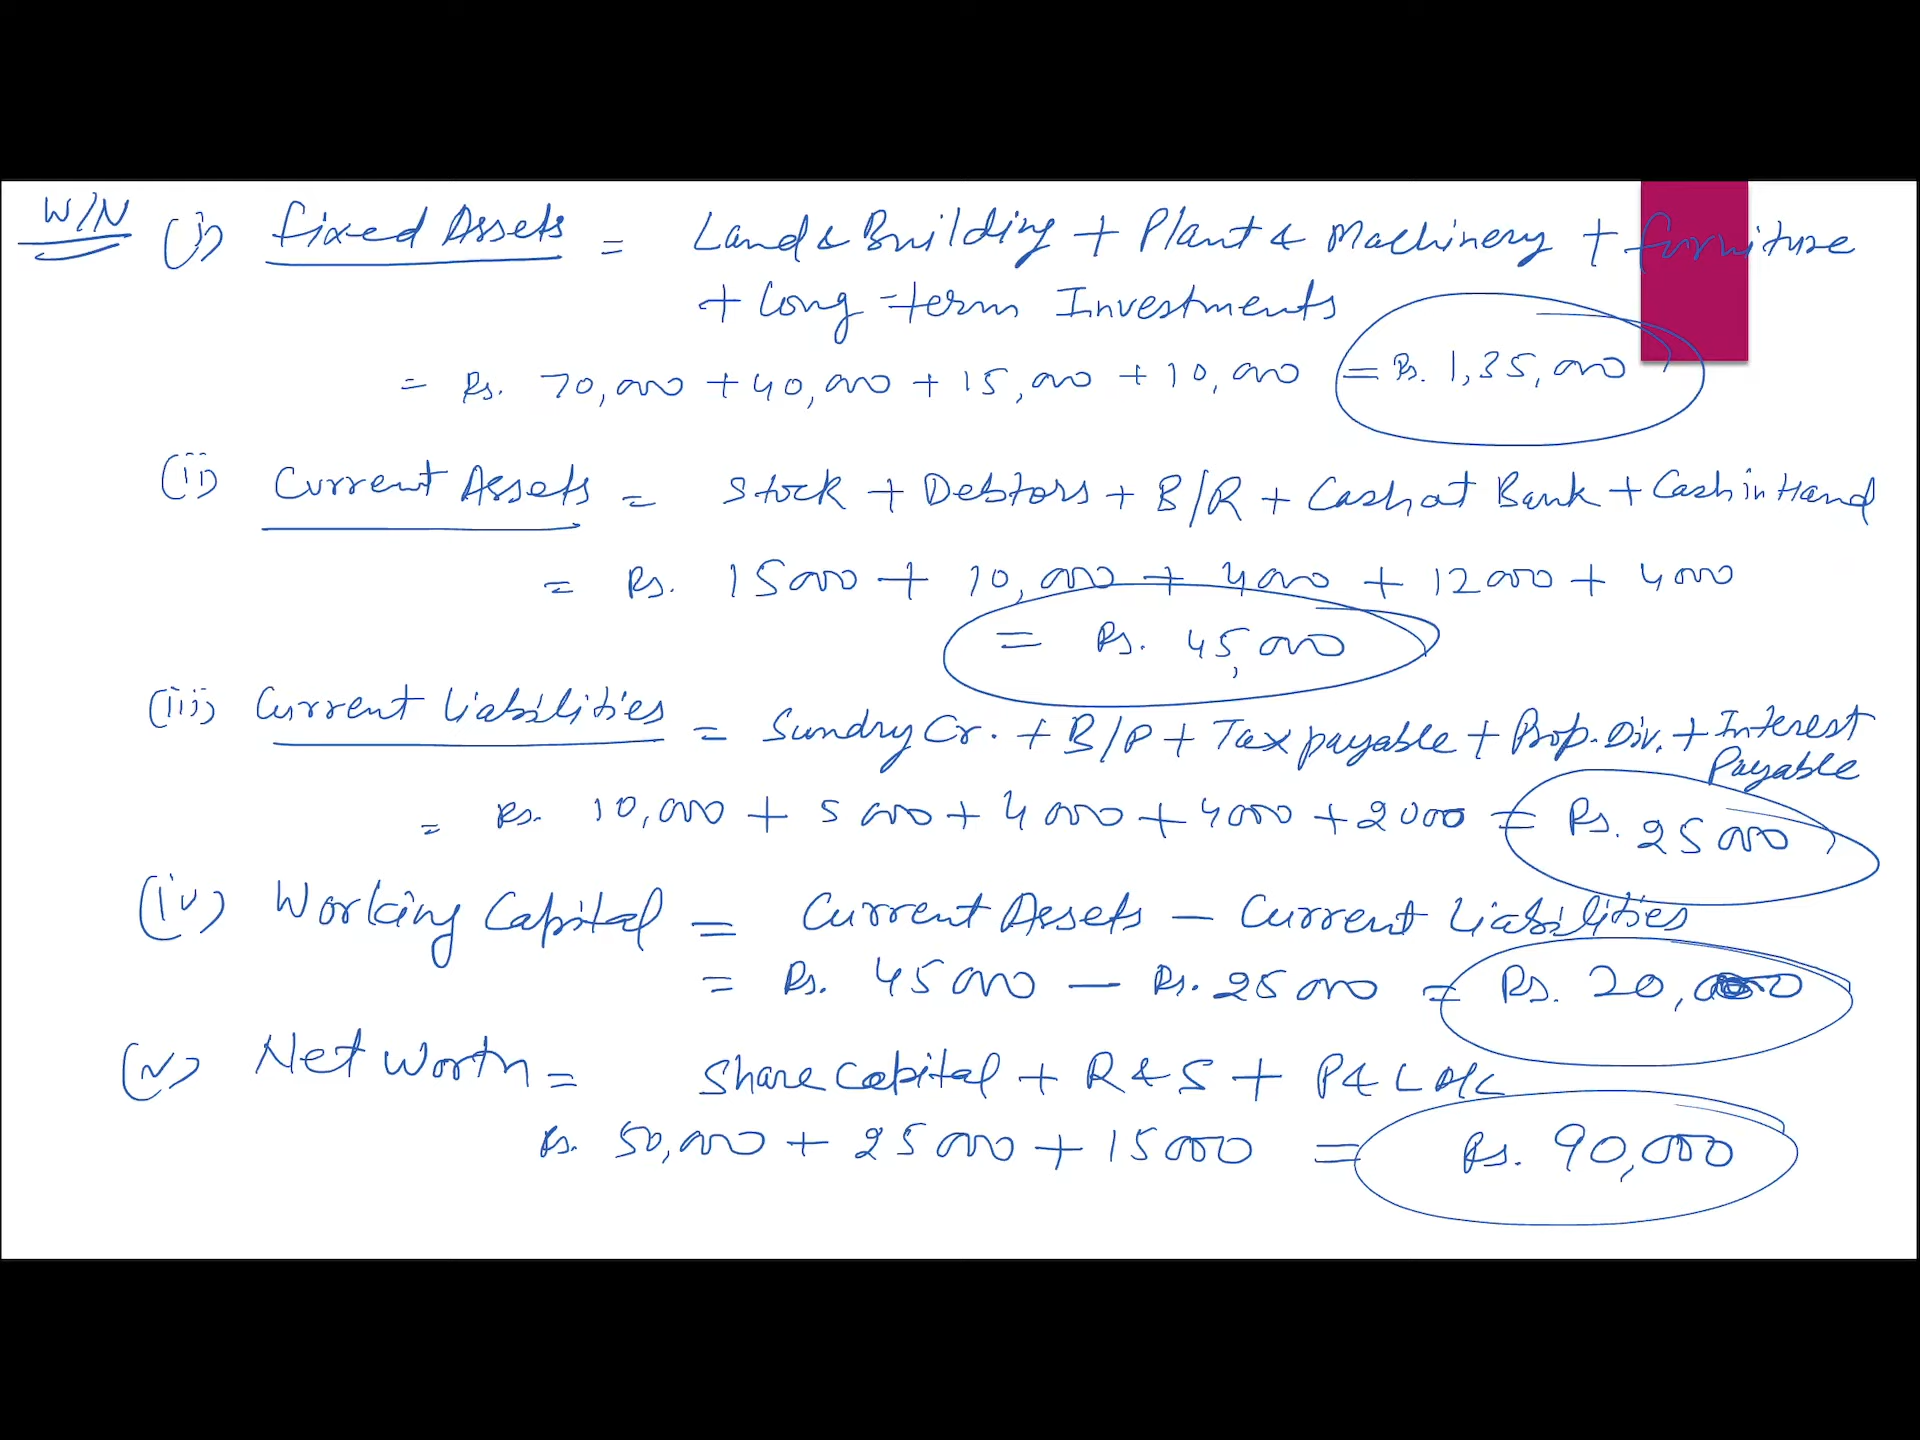 W/N (i) Fixed Assets = Land & Building + Plant & Machinery + furniture
+ Long-term Investments
= Rs. 70,000 + 40,000 + 15,000 + 10,000 = Rs. 1,35,000
(ii) Current Assets = Stock + Debtors + B/R + Cash at Bank + Cash in Hand
= Rs. 15000 + 10,000 + 4000 + 12000 + 4000
= Rs. 45,000
(iii) Current Liabilities = Sundry Cr. + B/P + Tax payable + Prop. Div. + Interest
Payable
= Rs. 10,000 + 5000 + 4000 + 4000 + 2000 = Rs. 25000
(iv) Working Capital = Current Assets - Current Liabilities
= Rs. 45000 - Rs. 25000 = Rs. 20,000
(v) Net Worth = Share Capital + R & S + P & L A/c
Rs. 50,000 + 25000 + 15000 = Rs. 90,000